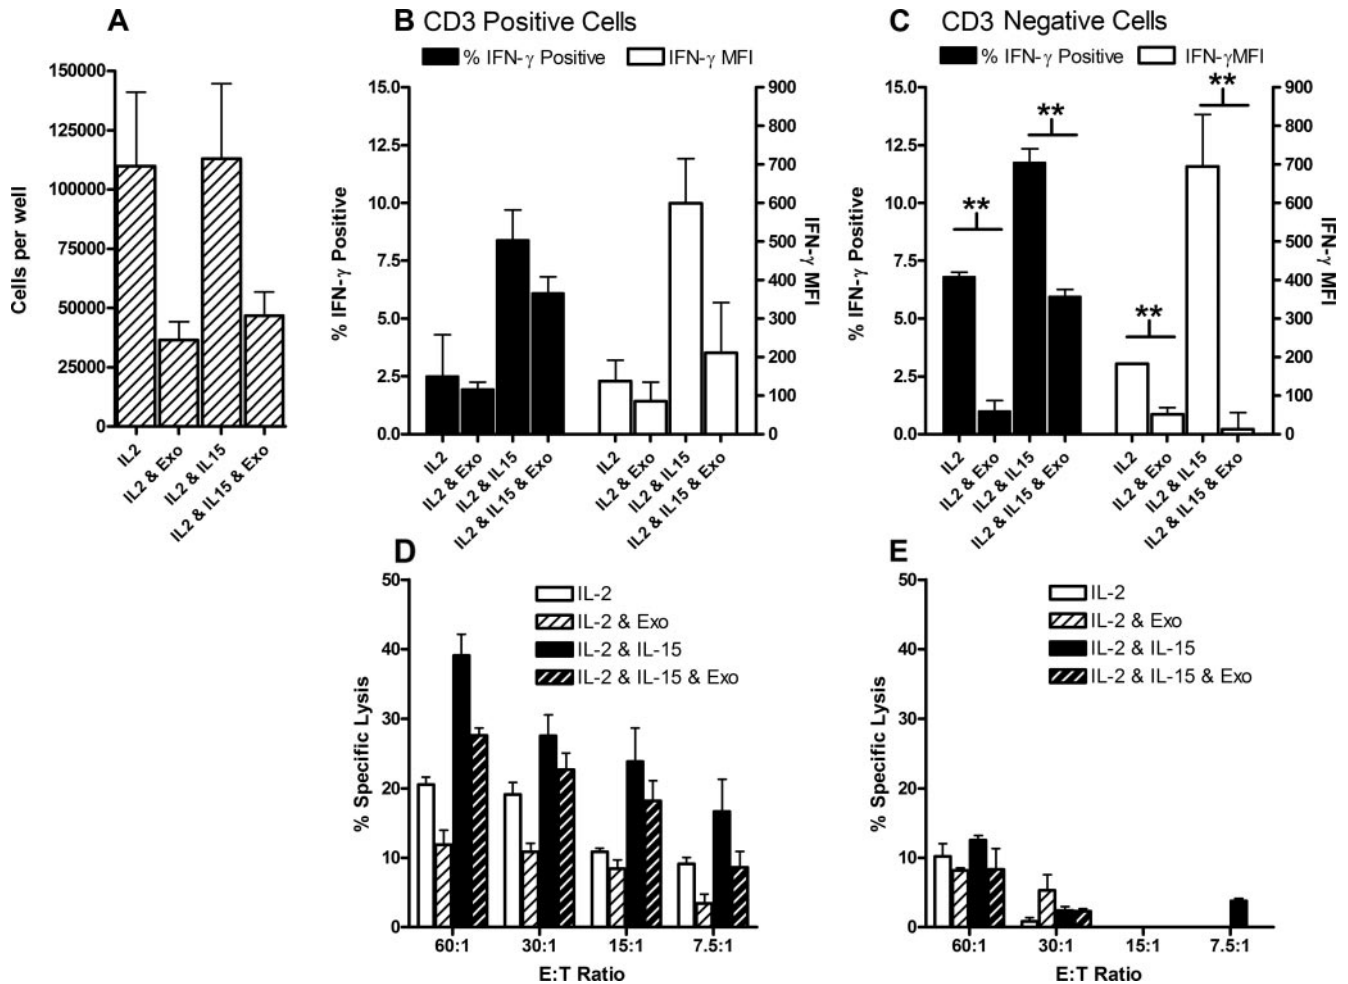 A
B CD3 Positive Cells
C CD3 Negative Cells
% IFN-γ Positive
IFN-γ MFI
% IFN-γ Positive
IFN-γMFI
Cells per well
150000
125000
100000
75000
50000
25000
0
IL2
IL2 & Exo
IL2 & IL15
IL2 & IL15 & Exo
% IFN-γ Positive
15.0
12.5
10.0
7.5
5.0
2.5
0.0
IL2
IL2 & Exo
IL2 & IL15
IL2 & IL15 & Exo
IL2
IL2 & Exo
IL2 & IL15
IL2 & IL15 & Exo
900
800
700
600
500
400
300
200
100
0
IFN-γ MFI
% IFN-γ Positive
15.0
12.5
10.0
7.5
5.0
2.5
0.0
**
**
**
**
IL2
IL2 & Exo
IL2 & IL15
IL2 & IL15 & Exo
IL2
IL2 & Exo
IL2 & IL15
IL2 & IL15 & Exo
900
800
700
600
500
400
300
200
100
0
IFN-γ MFI
D
IL-2
IL-2 & Exo
IL-2 & IL-15
IL-2 & IL-15 & Exo
% Specific Lysis
50
40
30
20
10
0
60:1
30:1
15:1
7.5:1
E:T Ratio
E
IL-2
IL-2 & Exo
IL-2 & IL-15
IL-2 & IL-15 & Exo
% Specific Lysis
50
40
30
20
10
0
60:1
30:1
15:1
7.5:1
E:T Ratio